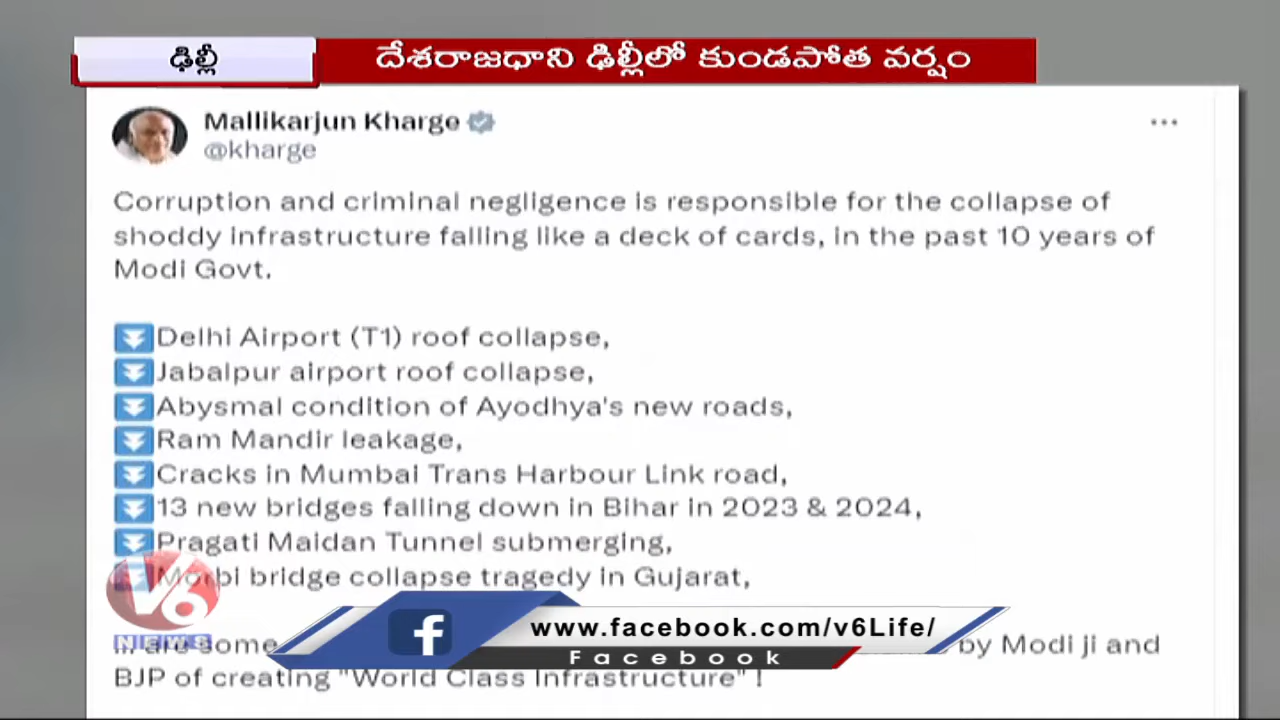 ఢిల్లీ
దేశరాజధాని ఢిల్లీలో కుండపోత వర్షం
Mallikarjun Kharge
@kharge
Corruption and criminal negligence is responsible for the collapse of
shoddy infrastructure falling like a deck of cards, in the past 10 years of
Modi Govt.
Delhi Airport (T1) roof collapse,
Jabalpur airport roof collapse,
Abysmal condition of Ayodhya's new roads,
Ram Mandir leakage,
Cracks in Mumbai Trans Harbour Link road,
13 new bridges falling down in Bihar in 2023 & 2024,
Pragati Maidan Tunnel submerging,
Morbi bridge collapse tragedy in Gujarat,
V6
NEWS
www.facebook.com/v6Life/
Facebook
are some by Modi ji and
BJP of creating "World Class Infrastructure" !